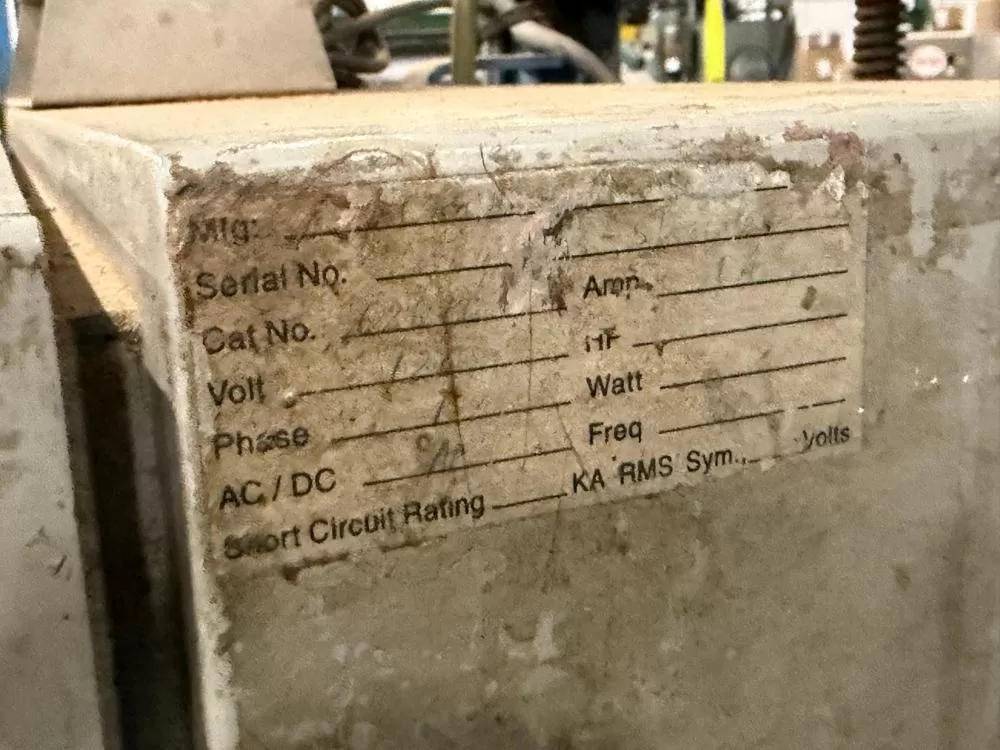 Mfg:
Serial No.
Cat No. Amp.
Volt HP
Phase Watt
AC / DC Freq
Short Circuit Rating KA RMS Sym., volts